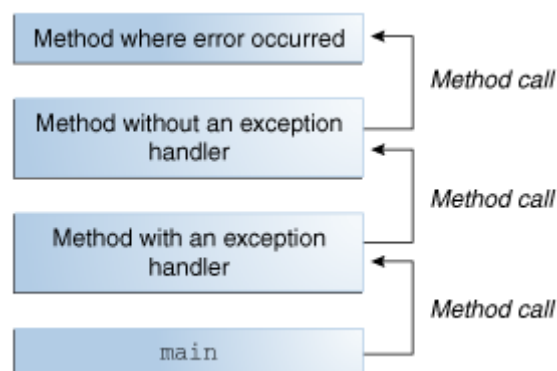 Method where error occurred
Method call
Method without an exception
handler
Method call
Method with an exception
handler
Method call
main